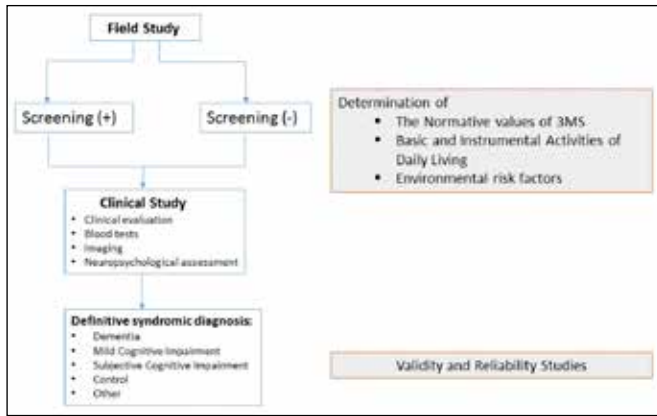 Field Study
Screening (+)
Screening (-)
Determination of
• The Normative values of 3MS
• Basic and Instrumental Activities of
Daily Living
• Environmental risk factors
Clinical Study
• Clinical evaluation
• Blood tests
• Imaging
• Neuropsychological assessment
Definitive syndromic diagnosis:
• Dementia
• Mild Cognitive Impairment
• Subjective Cognitive Impairment
• Control
• Other
Validity and Reliability Studies